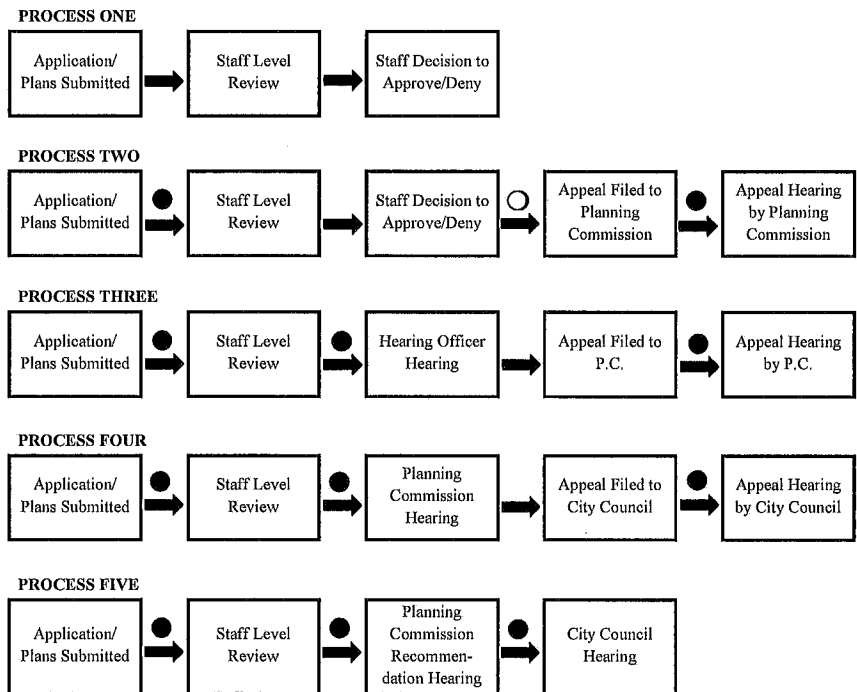 PROCESS ONE
Application/
Plans Submitted
Staff Level
Review
Staff Decision to
Approve/Deny
PROCESS TWO
Application/
Plans Submitted
Staff Level
Review
Staff Decision to
Approve/Deny
Appeal Filed to
Planning
Commission
Appeal Hearing
by Planning
Commission
PROCESS THREE
Application/
Plans Submitted
Staff Level
Review
Hearing Officer
Hearing
Appeal Filed to
P.C.
Appeal Hearing
by P.C.
PROCESS FOUR
Application/
Plans Submitted
Staff Level
Review
Planning
Commission
Hearing
Appeal Filed to
City Council
Appeal Hearing
by City Council
PROCESS FIVE
Application/
Plans Submitted
Staff Level
Review
Planning
Commission
Recommen-
dation Hearing
City Council
Hearing